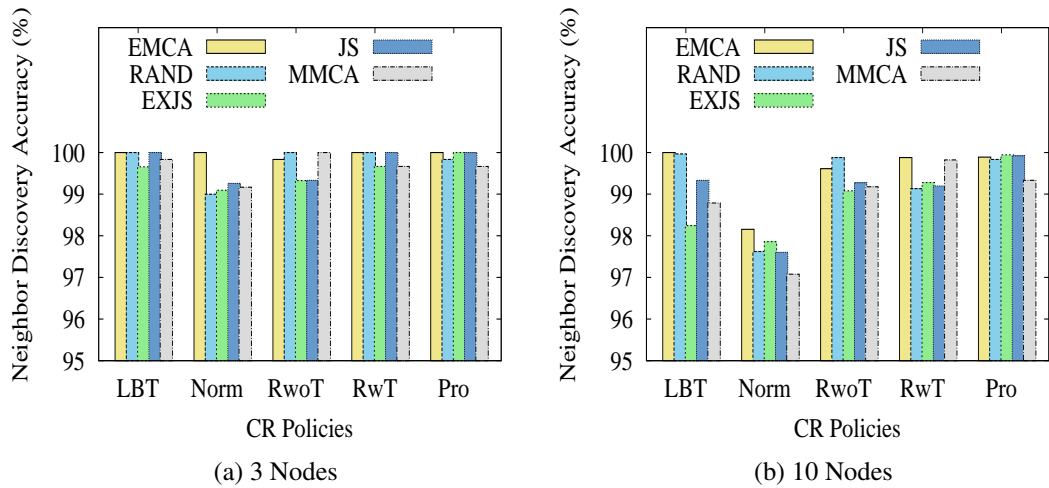 Neighbor Discovery Accuracy (%)
EMCA
RAND
EXJS
JS
MMCA
100
99
98
97
96
95
LBT Norm RwoT RwT Pro
CR Policies
(a) 3 Nodes
Neighbor Discovery Accuracy (%)
EMCA
RAND
EXJS
JS
MMCA
100
99
98
97
96
95
LBT Norm RwoT RwT Pro
CR Policies
(b) 10 Nodes